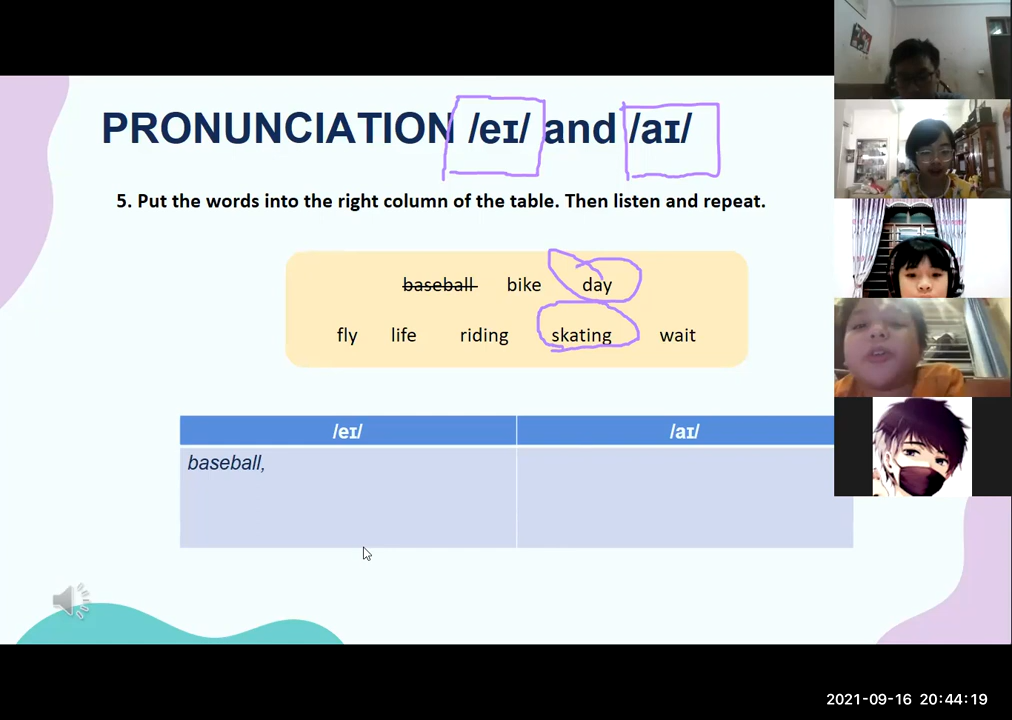 PRONUNCIATION /eɪ/ and /aɪ/
5. Put the words into the right column of the table. Then listen and repeat.
baseball bike day
fly life riding skating wait
/eɪ/ /aɪ/
baseball,
2021-09-16 20:44:19